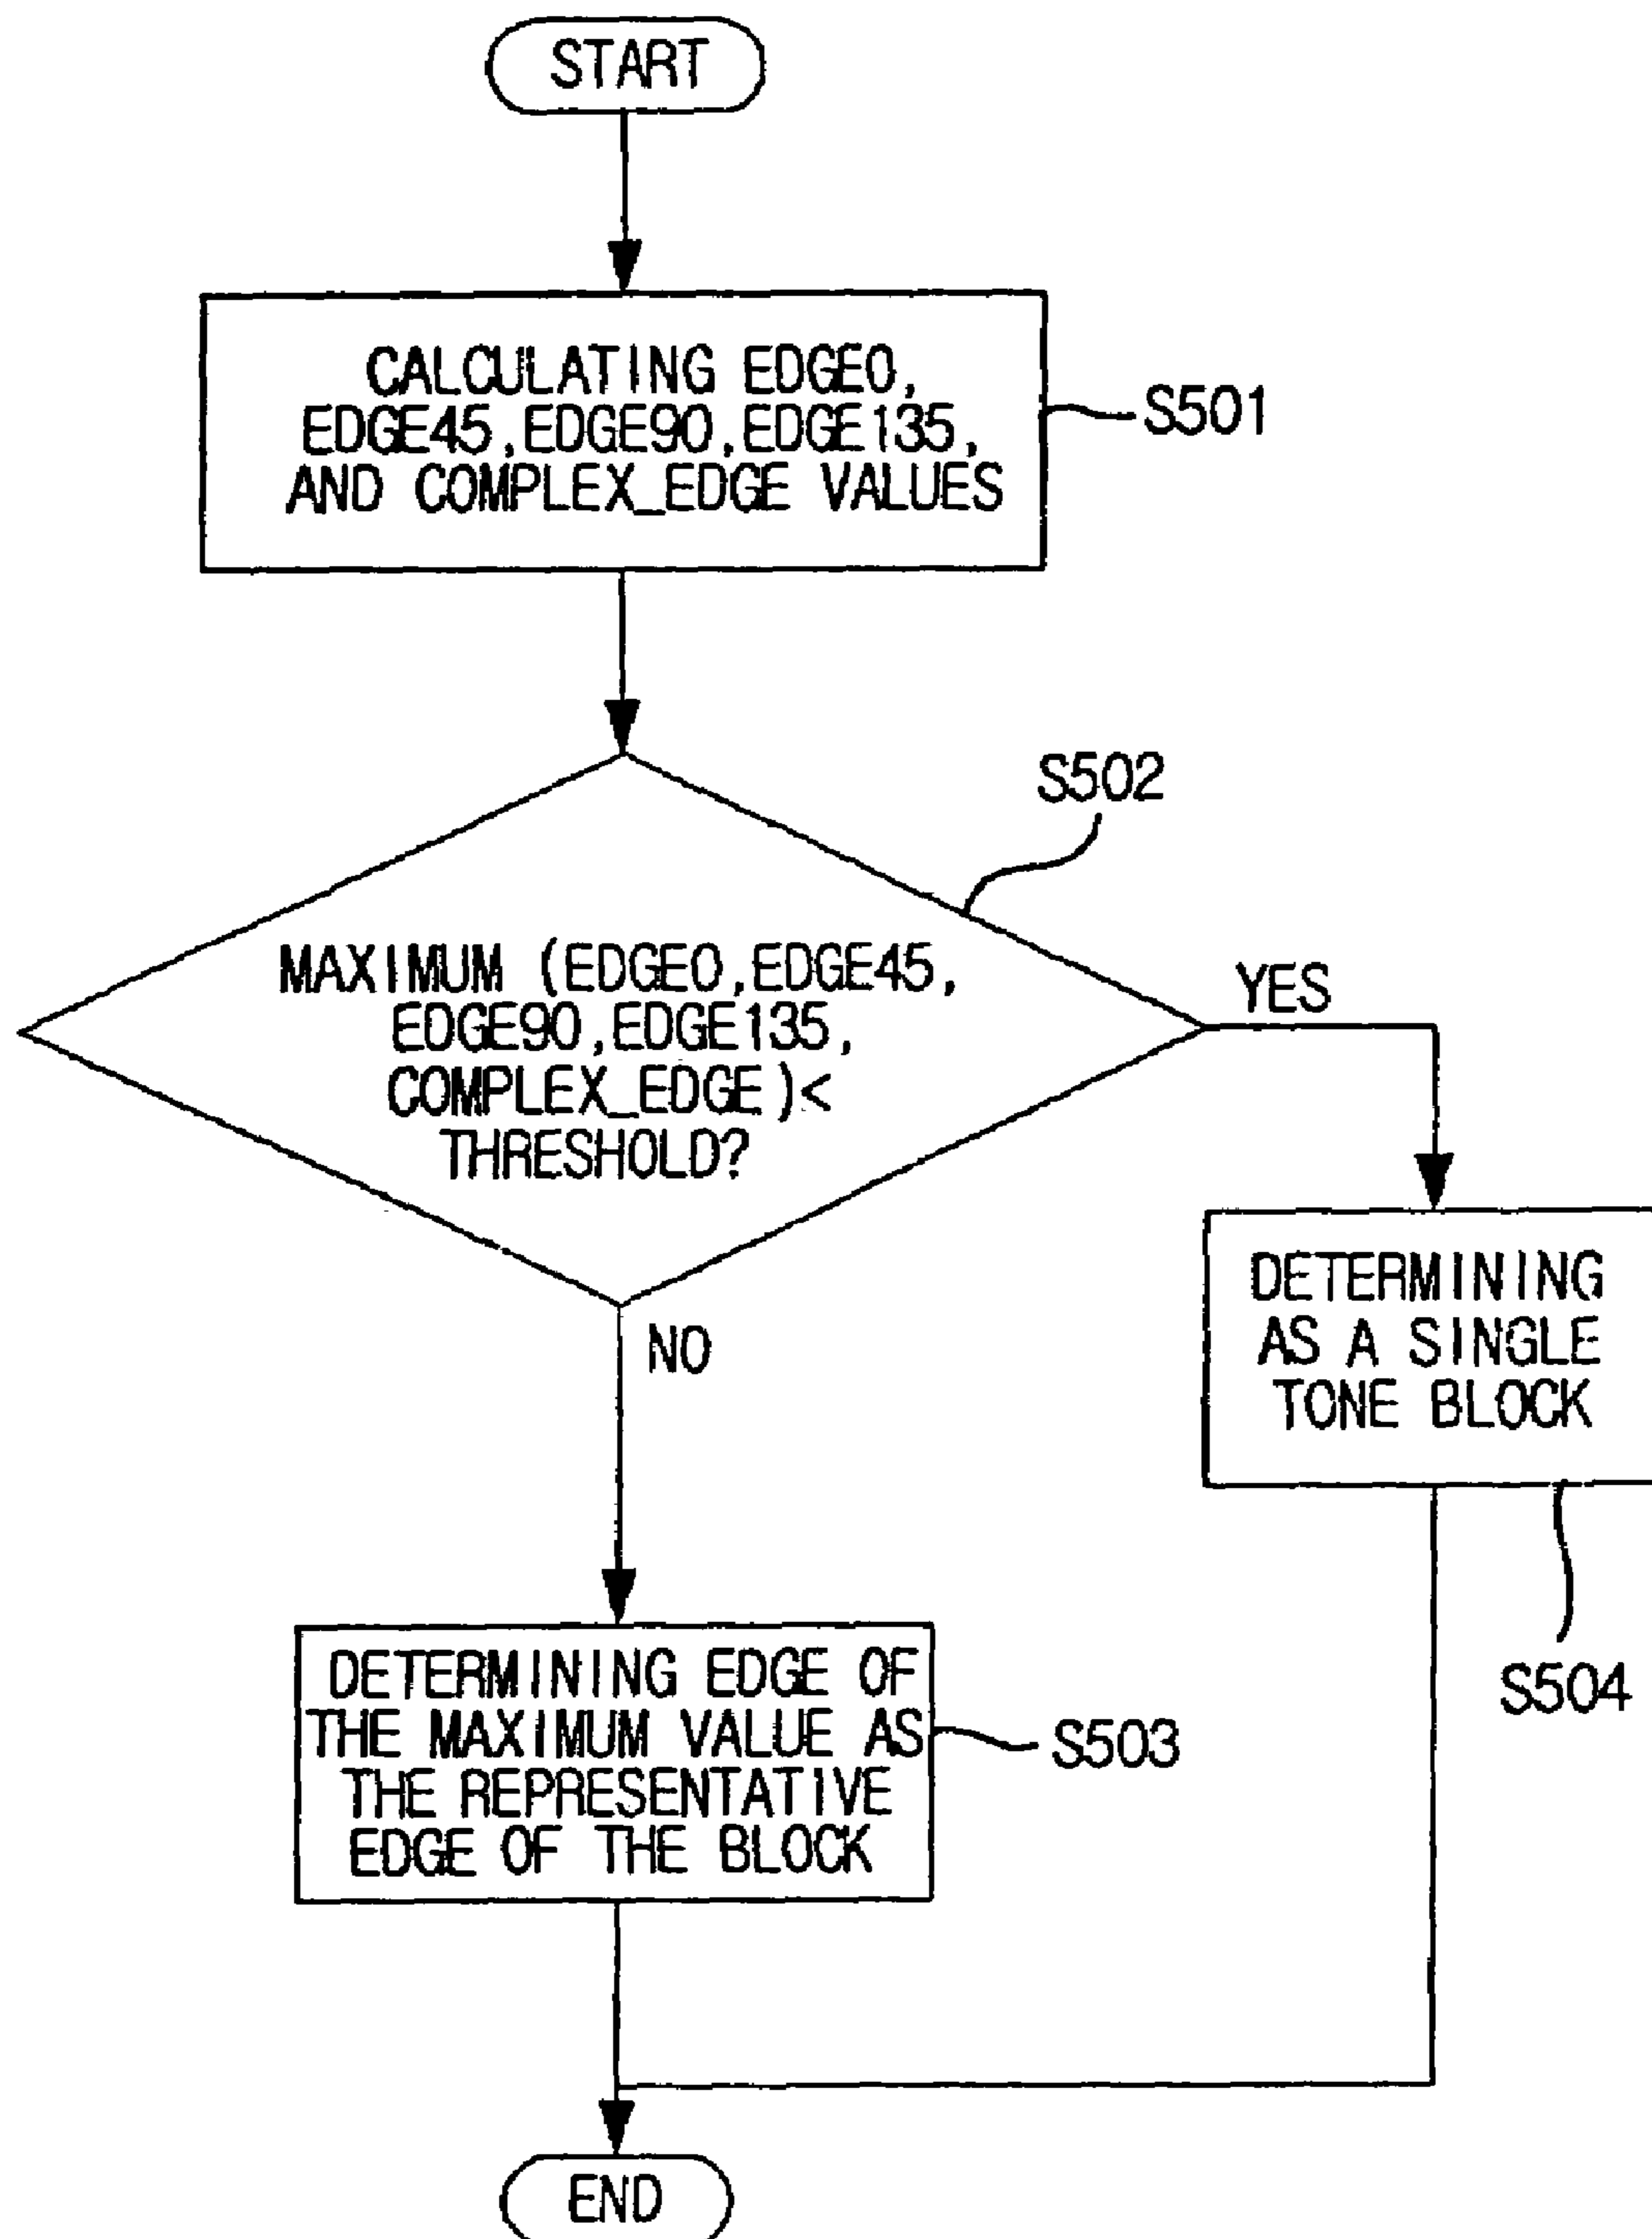 START
CALCULATING EDGE0,
EDGE45,EDGE90,EDGE135,
AND COMPLEX_EDGE VALUES
S501
S502
MAXIMUM (EDGE0,EDGE45,
EDGE90,EDGE135,
COMPLEX_EDGE)<
THRESHOLD?
YES
NO
DETERMINING
AS A SINGLE
TONE BLOCK
S504
DETERMINING EDGE OF
THE MAXIMUM VALUE AS
THE REPRESENTATIVE
EDGE OF THE BLOCK
S503
END